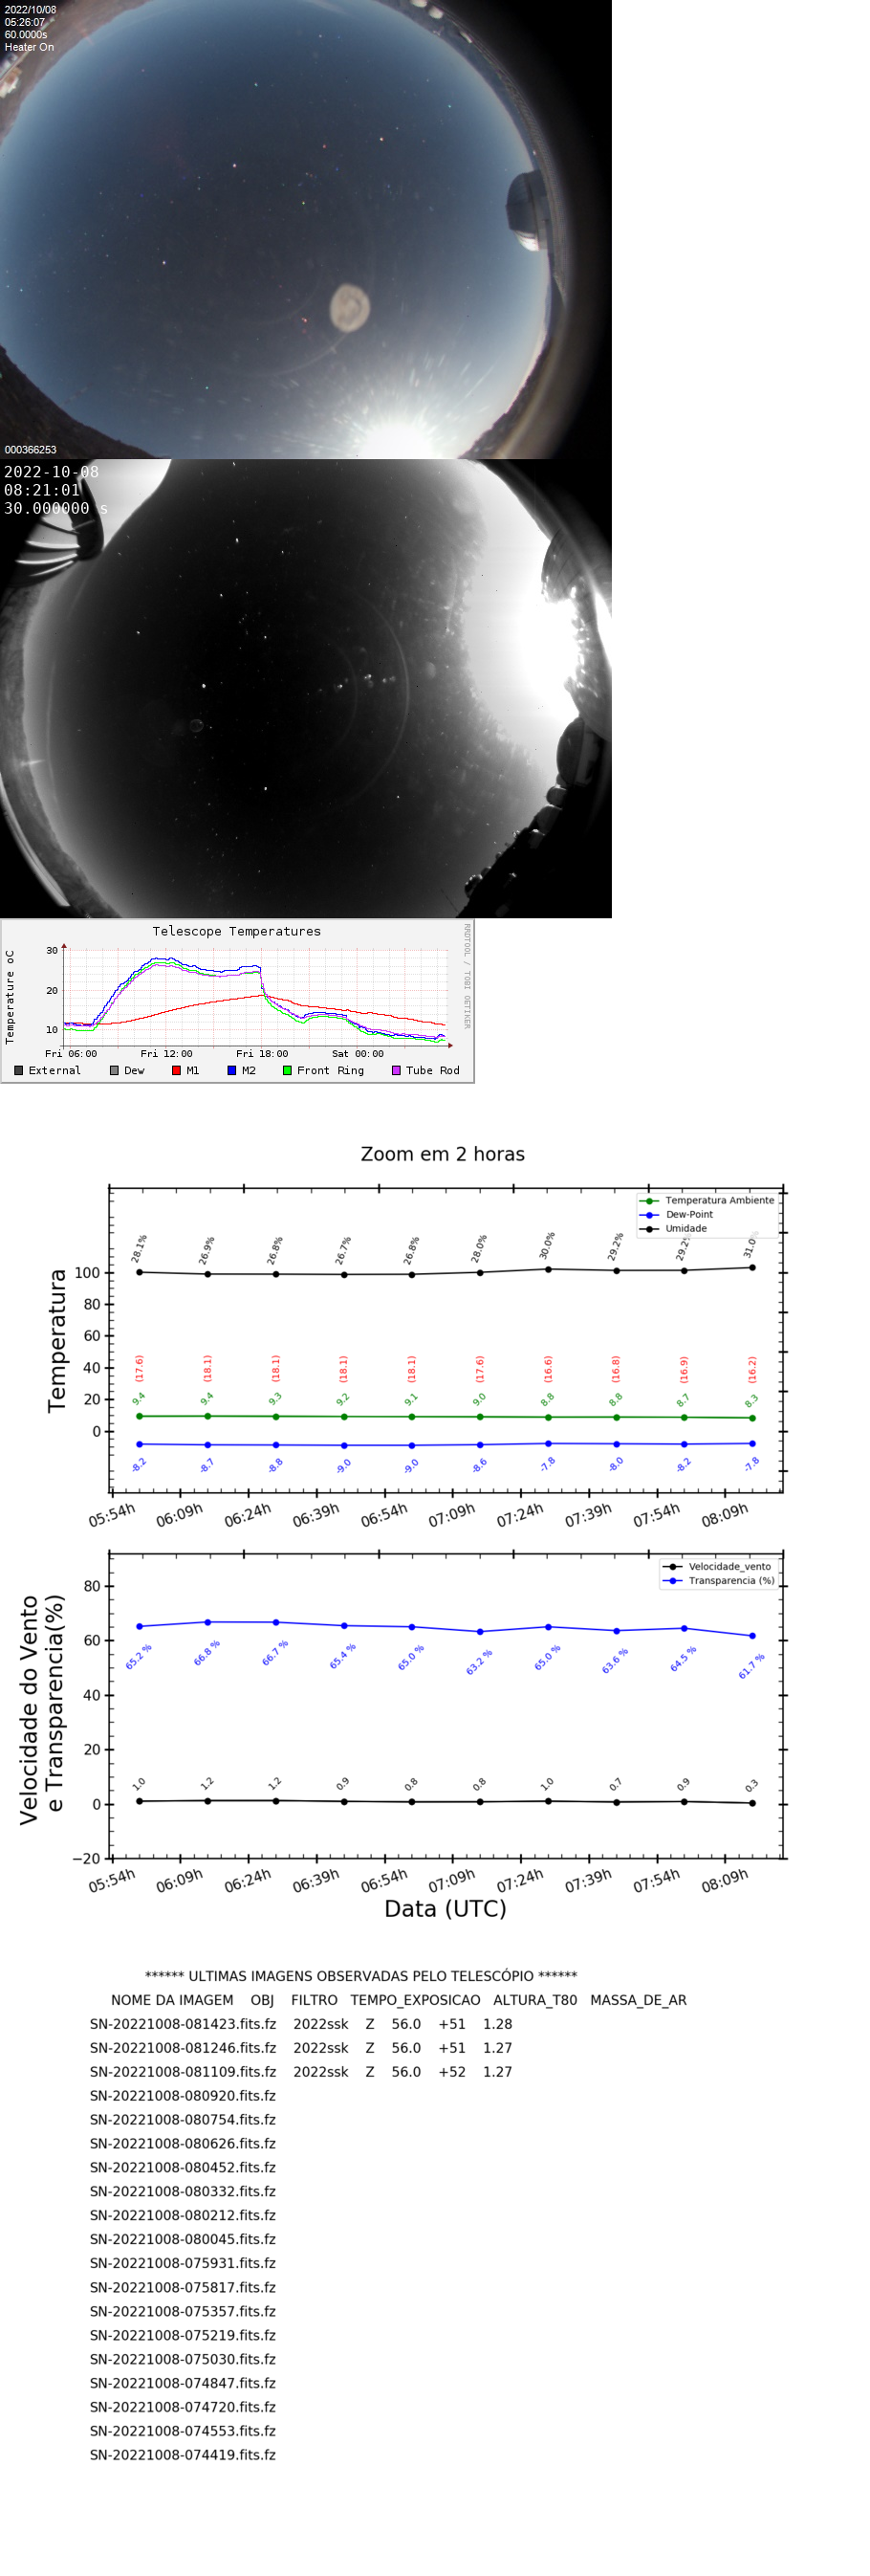 2022/10/08
05:26:07
60.0000s
Heater On
000366253
2022-10-08
08:21:01
30.000000 s
Telescope Temperatures
RRDTOOL / TOBI OETIKER
Temperature oC
30
20
10
Fri 06:00 Fri 12:00 Fri 18:00 Sat 00:00
External Dew M1 M2 Front Ring Tube Rod
Zoom em 2 horas
Temperatura Ambiente
Dew-Point
Umidade
Temperatura
100
80
60
40
20
0
28.1% 26.9% 26.8% 26.7% 26.8% 28.0% 30.0% 29.2% 29.2% 31.0%
(17.6) (18.1) (18.1) (18.1) (18.1) (17.6) (16.6) (16.8) (16.9) (16.2)
9.4 9.4 9.3 9.2 9.1 9.0 8.8 8.8 8.7 8.3
-8.2 -8.7 -8.8 -9.0 -9.0 -8.6 -7.8 -8.0 -8.2 -7.8
05:54h 06:09h 06:24h 06:39h 06:54h 07:09h 07:24h 07:39h 07:54h 08:09h
Velocidade_vento
Transparencia (%)
Velocidade do Vento
e Transparencia(%)
80
60
40
20
0
−20
65.2 % 66.8 % 66.7 % 65.4 % 65.0 % 63.2 % 65.0 % 63.6 % 64.5 % 61.7 %
1.0 1.2 1.2 0.9 0.8 0.8 1.0 0.7 0.9 0.3
05:54h 06:09h 06:24h 06:39h 06:54h 07:09h 07:24h 07:39h 07:54h 08:09h
Data (UTC)
****** ULTIMAS IMAGENS OBSERVADAS PELO TELESCÓPIO ******
NOME DA IMAGEM OBJ FILTRO TEMPO_EXPOSICAO ALTURA_T80 MASSA_DE_AR
SN-20221008-081423.fits.fz 2022ssk Z 56.0 +51 1.28
SN-20221008-081246.fits.fz 2022ssk Z 56.0 +51 1.27
SN-20221008-081109.fits.fz 2022ssk Z 56.0 +52 1.27
SN-20221008-080920.fits.fz
SN-20221008-080754.fits.fz
SN-20221008-080626.fits.fz
SN-20221008-080452.fits.fz
SN-20221008-080332.fits.fz
SN-20221008-080212.fits.fz
SN-20221008-080045.fits.fz
SN-20221008-075931.fits.fz
SN-20221008-075817.fits.fz
SN-20221008-075357.fits.fz
SN-20221008-075219.fits.fz
SN-20221008-075030.fits.fz
SN-20221008-074847.fits.fz
SN-20221008-074720.fits.fz
SN-20221008-074553.fits.fz
SN-20221008-074419.fits.fz